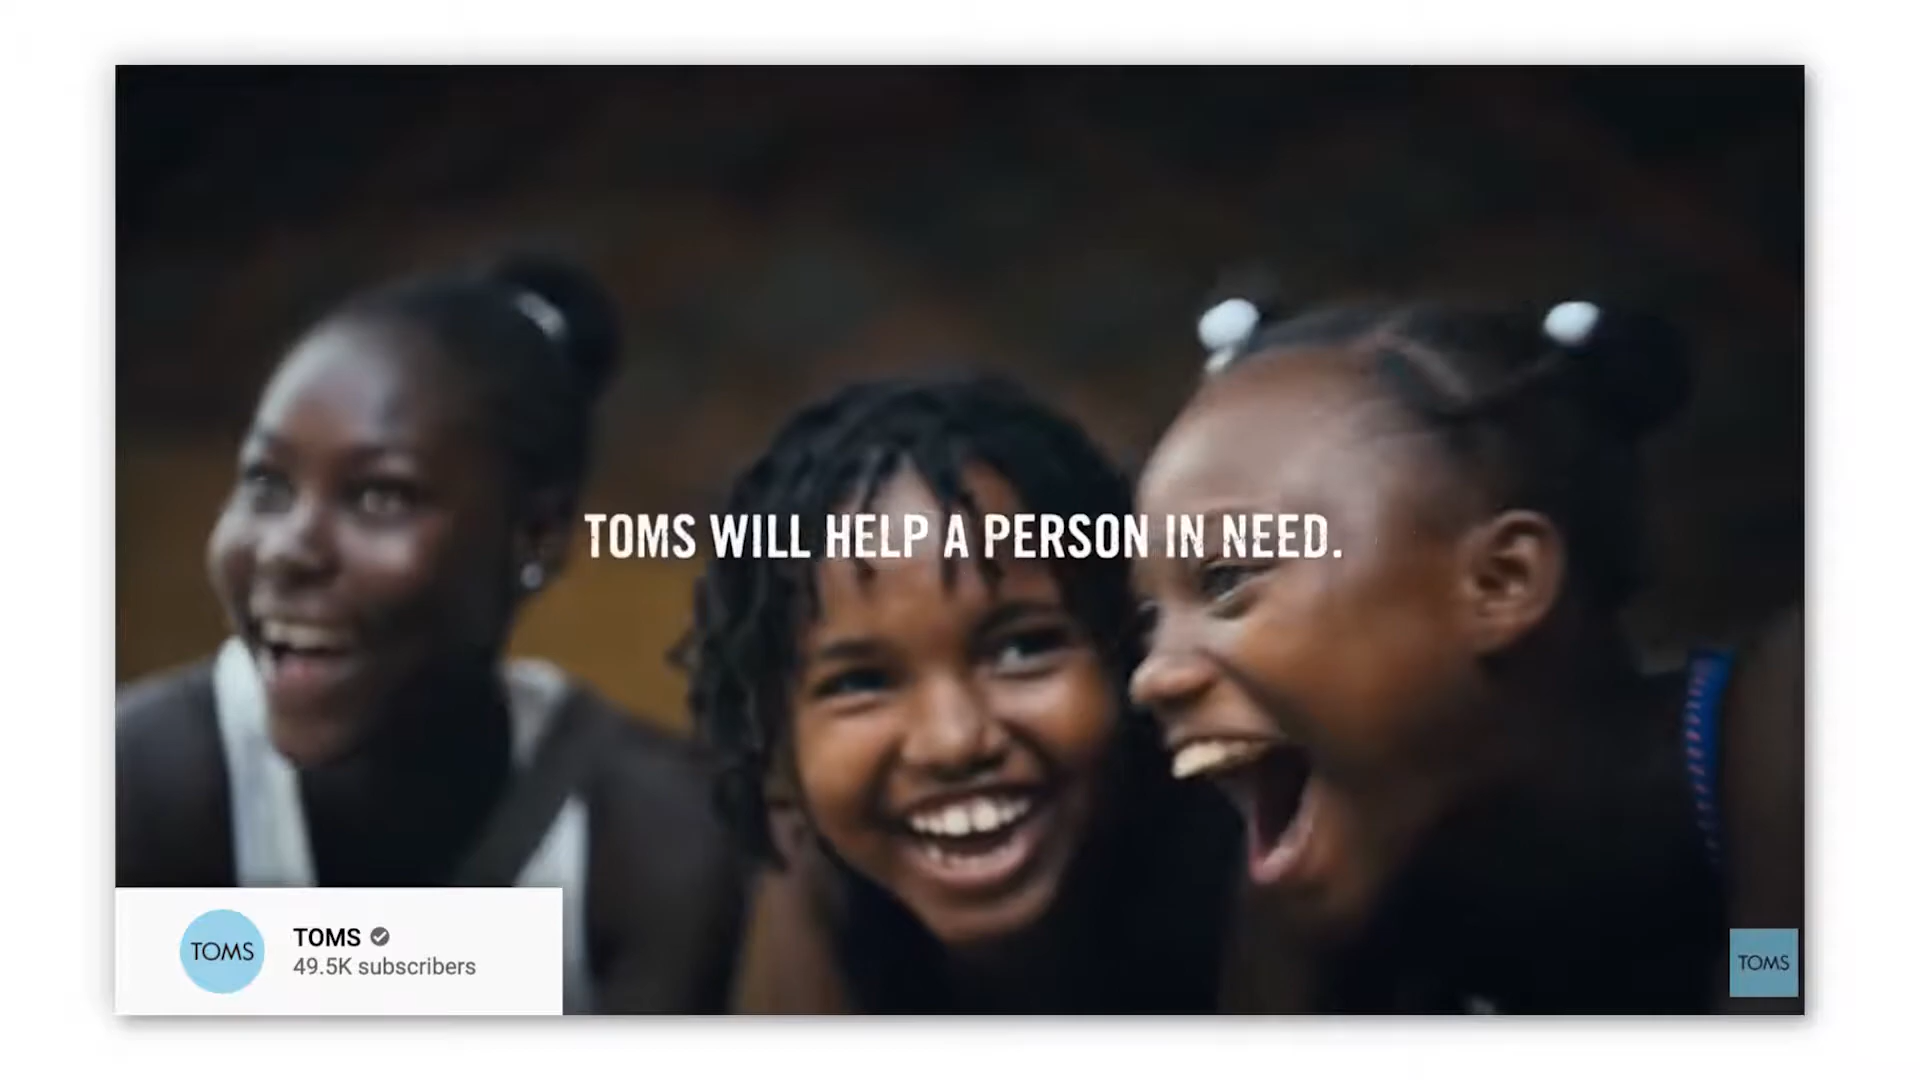 TOMS WILL HELP A PERSON IN NEED.
TOMS
TOMS
49.5K subscribers
TOMS